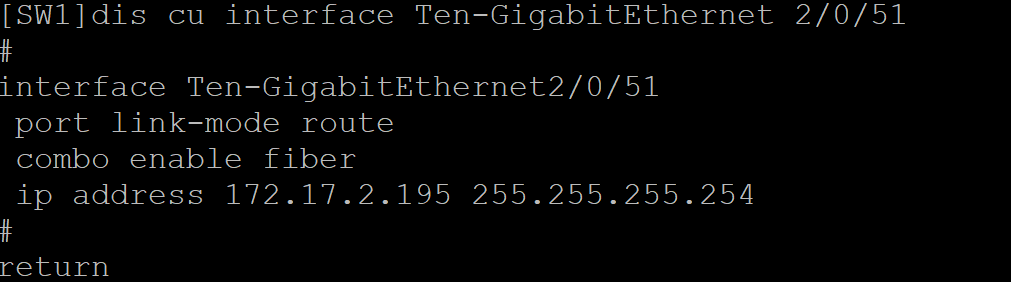 [SW1]dis cu interface Ten-GigabitEthernet 2/0/51
#
interface Ten-GigabitEthernet2/0/51
 port link-mode route
 combo enable fiber
 ip address 172.17.2.195 255.255.255.254
#
return